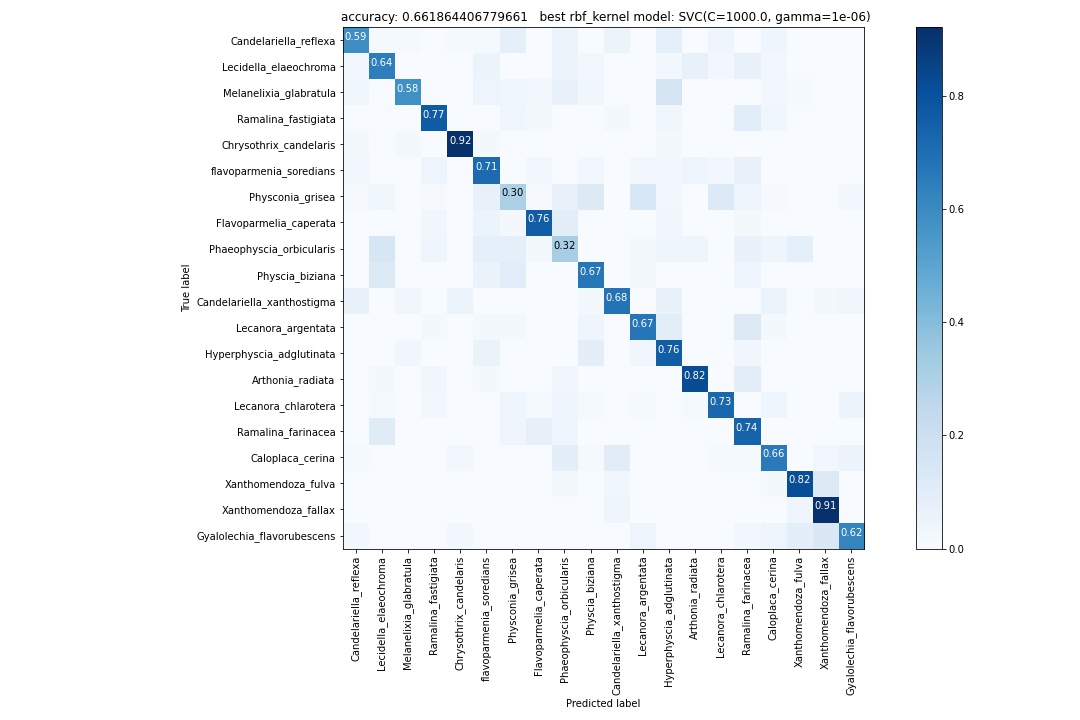 accuracy: 0.661864406779661   best rbf_kernel model: SVC(C=1000.0, gamma=1e-06)
True label
Candelariella_reflexa
Lecidella_elaeochroma
Melanelixia_glabratula
Ramalina_fastigiata
Chrysothrix_candelaris
flavoparmenia_soredians
Physconia_grisea
Flavoparmelia_caperata
Phaeophyscia_orbicularis
Physcia_biziana
Candelariella_xanthostigma
Lecanora_argentata
Hyperphyscia_adglutinata
Arthonia_radiata
Lecanora_chlarotera
Ramalina_farinacea
Caloplaca_cerina
Xanthomendoza_fulva
Xanthomendoza_fallax
Gyalolechia_flavorubescens
0.59
0.64
0.58
0.77
0.92
0.71
0.30
0.76
0.32
0.67
0.68
0.67
0.76
0.82
0.73
0.74
0.66
0.82
0.91
0.62
Candelariella_reflexa
Lecidella_elaeochroma
Melanelixia_glabratula
Ramalina_fastigiata
Chrysothrix_candelaris
flavoparmenia_soredians
Physconia_grisea
Flavoparmelia_caperata
Phaeophyscia_orbicularis
Physcia_biziana
Candelariella_xanthostigma
Lecanora_argentata
Hyperphyscia_adglutinata
Arthonia_radiata
Lecanora_chlarotera
Ramalina_farinacea
Caloplaca_cerina
Xanthomendoza_fulva
Xanthomendoza_fallax
Gyalolechia_flavorubescens
Predicted label
0.8
0.6
0.4
0.2
0.0